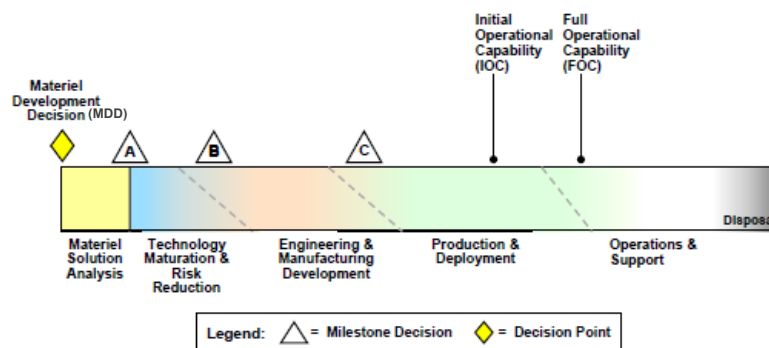 Initial
Operational
Capability
(IOC)
Full
Operational
Capability
(FOC)
Materiel
Development
Decision (MDD)
A
B
C
Disposa
Materiel
Solution
Analysis
Technology
Maturation &
Risk
Reduction
Engineering &
Manufacturing
Development
Production &
Deployment
Operations &
Support
Legend: = Milestone Decision = Decision Point